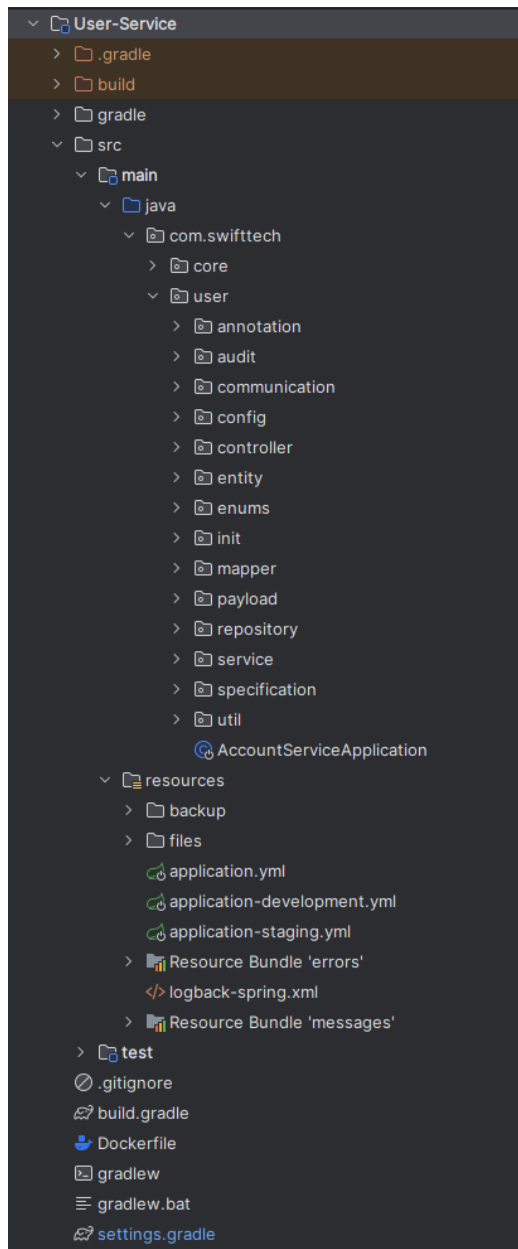 User-Service
.gradle
build
gradle
src
main
java
com.swifttech
core
user
annotation
audit
communication
config
controller
entity
enums
init
mapper
payload
repository
service
specification
util
AccountServiceApplication
resources
backup
files
application.yml
application-development.yml
application-staging.yml
Resource Bundle 'errors'
logback-spring.xml
Resource Bundle 'messages'
test
.gitignore
build.gradle
Dockerfile
gradlew
gradlew.bat
settings.gradle